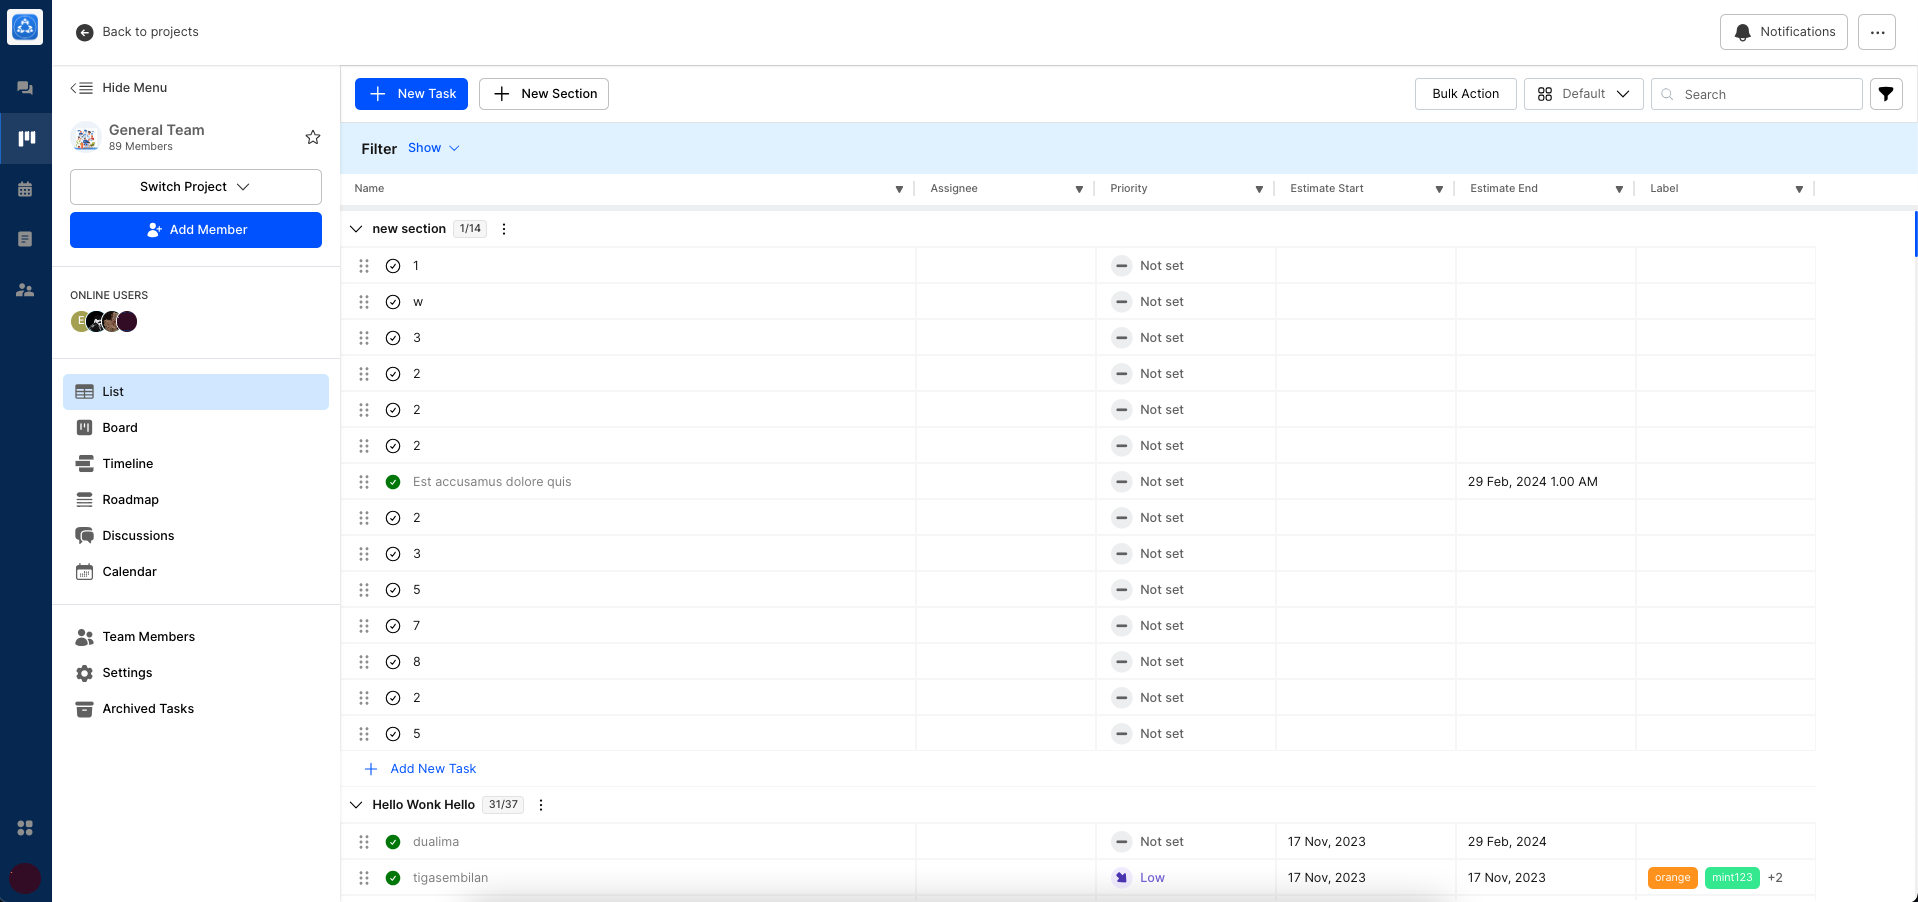 Back to projects
Notifications
Hide Menu
General Team
89 Members
Switch Project
Add Member
ONLINE USERS
E
List
Board
Timeline
Roadmap
Discussions
Calendar
Team Members
Settings
Archived Tasks
New Task
New Section
Bulk Action
Default
Search
Filter Show
Name Assignee Priority Estimate Start Estimate End Label
new section 1/14
1 Not set
w Not set
3 Not set
2 Not set
2 Not set
2 Not set
Est accusamus dolore quis Not set 29 Feb, 2024 1.00 AM
2 Not set
3 Not set
5 Not set
7 Not set
8 Not set
2 Not set
5 Not set
Add New Task
Hello Wonk Hello 31/37
dualima Not set 17 Nov, 2023 29 Feb, 2024
tigasembilan Low 17 Nov, 2023 17 Nov, 2023 orange mint123 +2